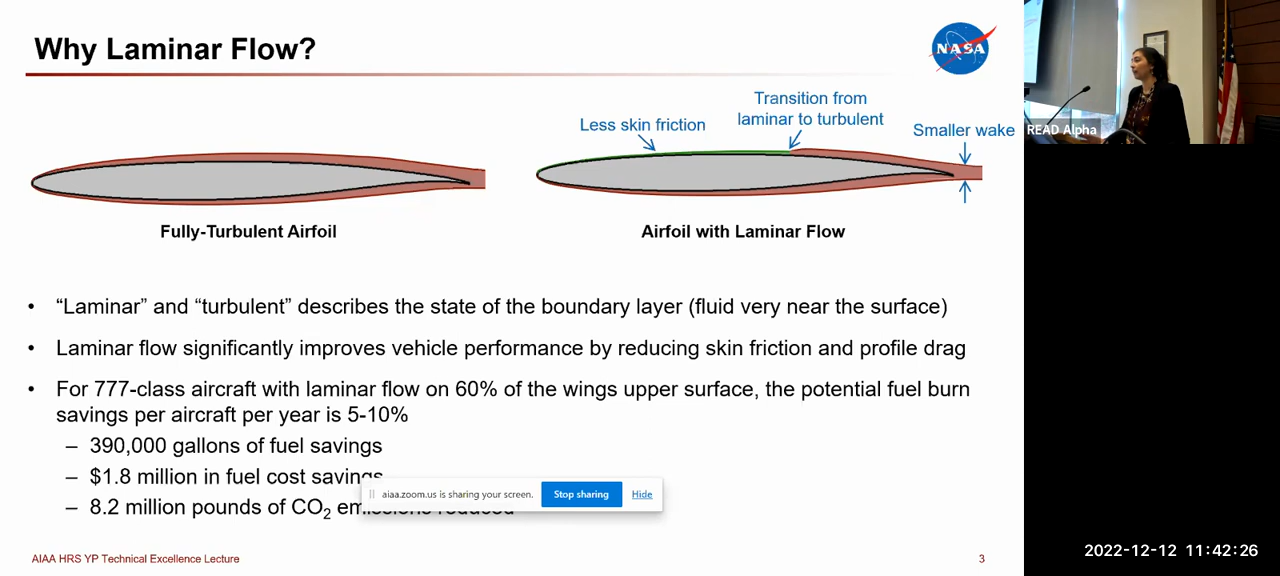 Why Laminar Flow?
NASA
READ Alpha
Less skin friction
Transition from
laminar to turbulent
Smaller wake
Fully-Turbulent Airfoil
Airfoil with Laminar Flow
• “Laminar” and “turbulent” describes the state of the boundary layer (fluid very near the surface)
• Laminar flow significantly improves vehicle performance by reducing skin friction and profile drag
• For 777-class aircraft with laminar flow on 60% of the wings upper surface, the potential fuel burn
savings per aircraft per year is 5-10%
– 390,000 gallons of fuel savings
– $1.8 million in fuel cost savings
aiaa.zoom.us is sharing your screen. Stop sharing Hide
– 8.2 million pounds of CO2 emissions reduced
AIAA HRS YP Technical Excellence Lecture
3
2022-12-12 11:42:26